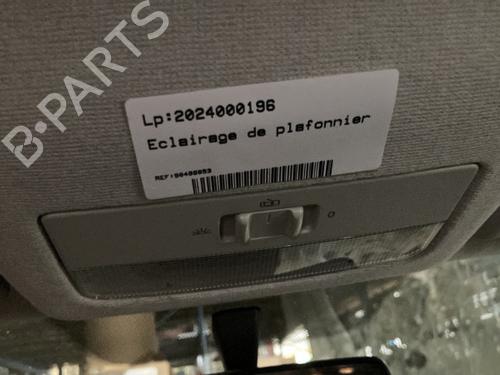 B-PARTS
Lp:2024000196
Eclairage de plafonnier
O